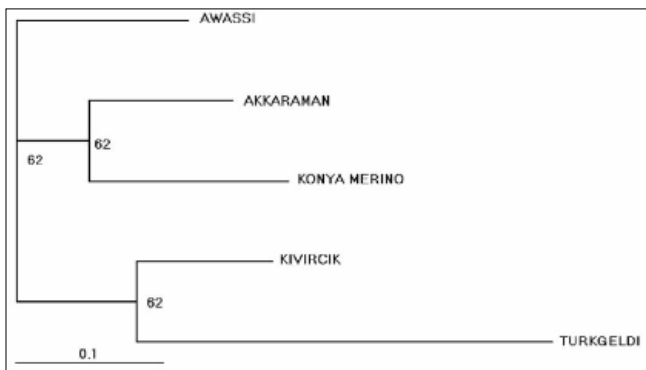 AWASSI
AKKARAMAN
62
62
KONYA MERINO
KIVIRCIK
62
0.1
TURKGELDI